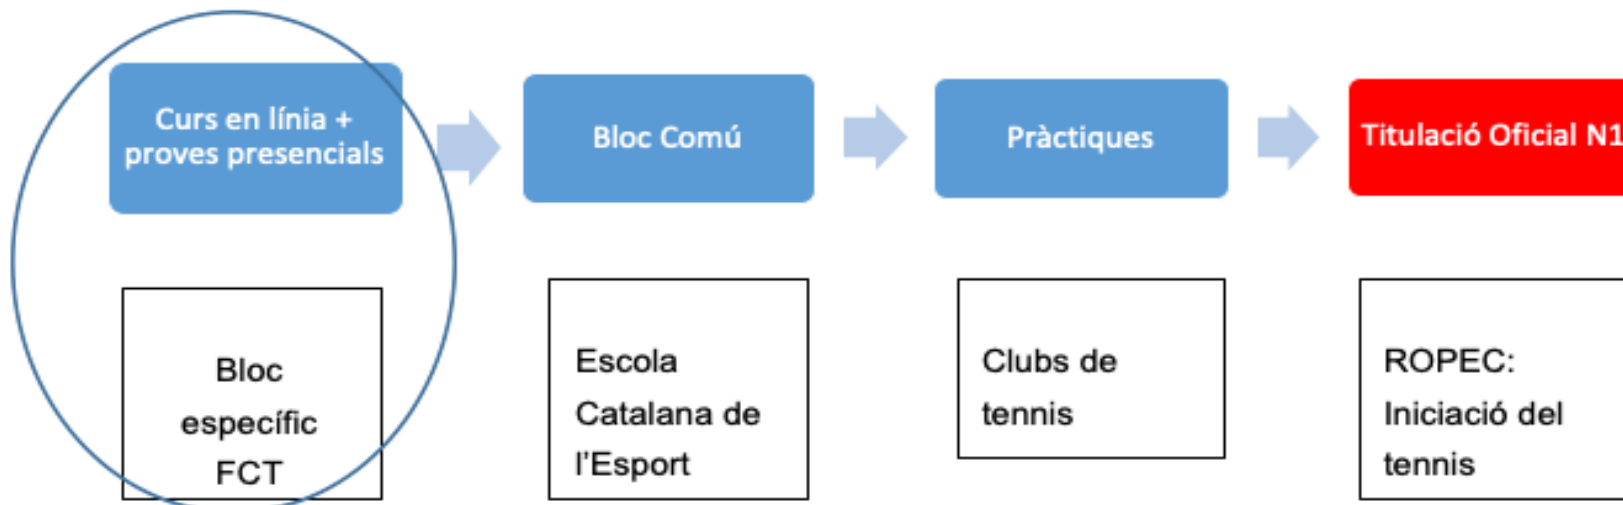 Curs en línia +
proves presencials
Bloc Comú
Pràctiques
Titulació Oficial N1
Bloc
específic
FCT
Escola
Catalana de
l'Esport
Clubs de
tennis
ROPEC:
Iniciació del
tennis